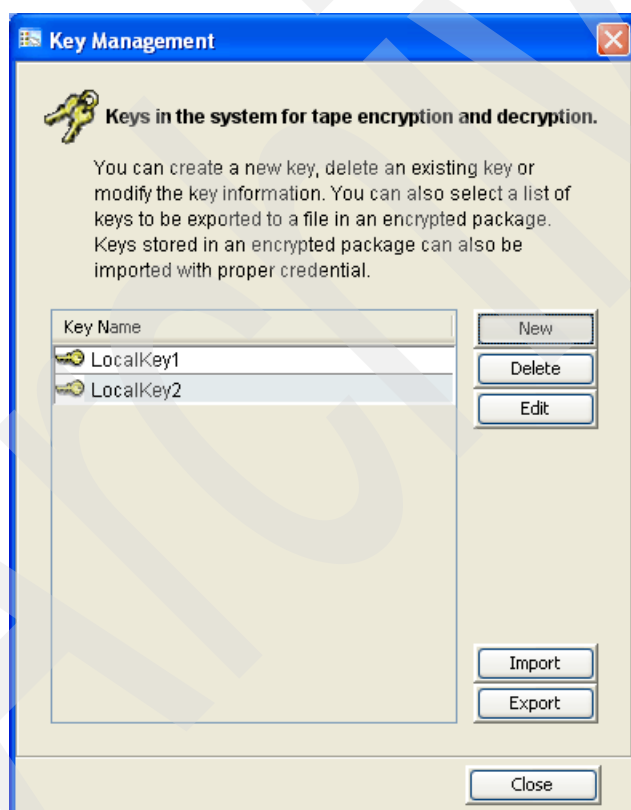 Key Management
Keys in the system for tape encryption and decryption.
You can create a new key, delete an existing key or
modify the key information. You can also select a list of
keys to be exported to a file in an encrypted package.
Keys stored in an encrypted package can also be
imported with proper credential.
Key Name
New
LocalKey1
Delete
LocalKey2
Edit
Import
Export
Close